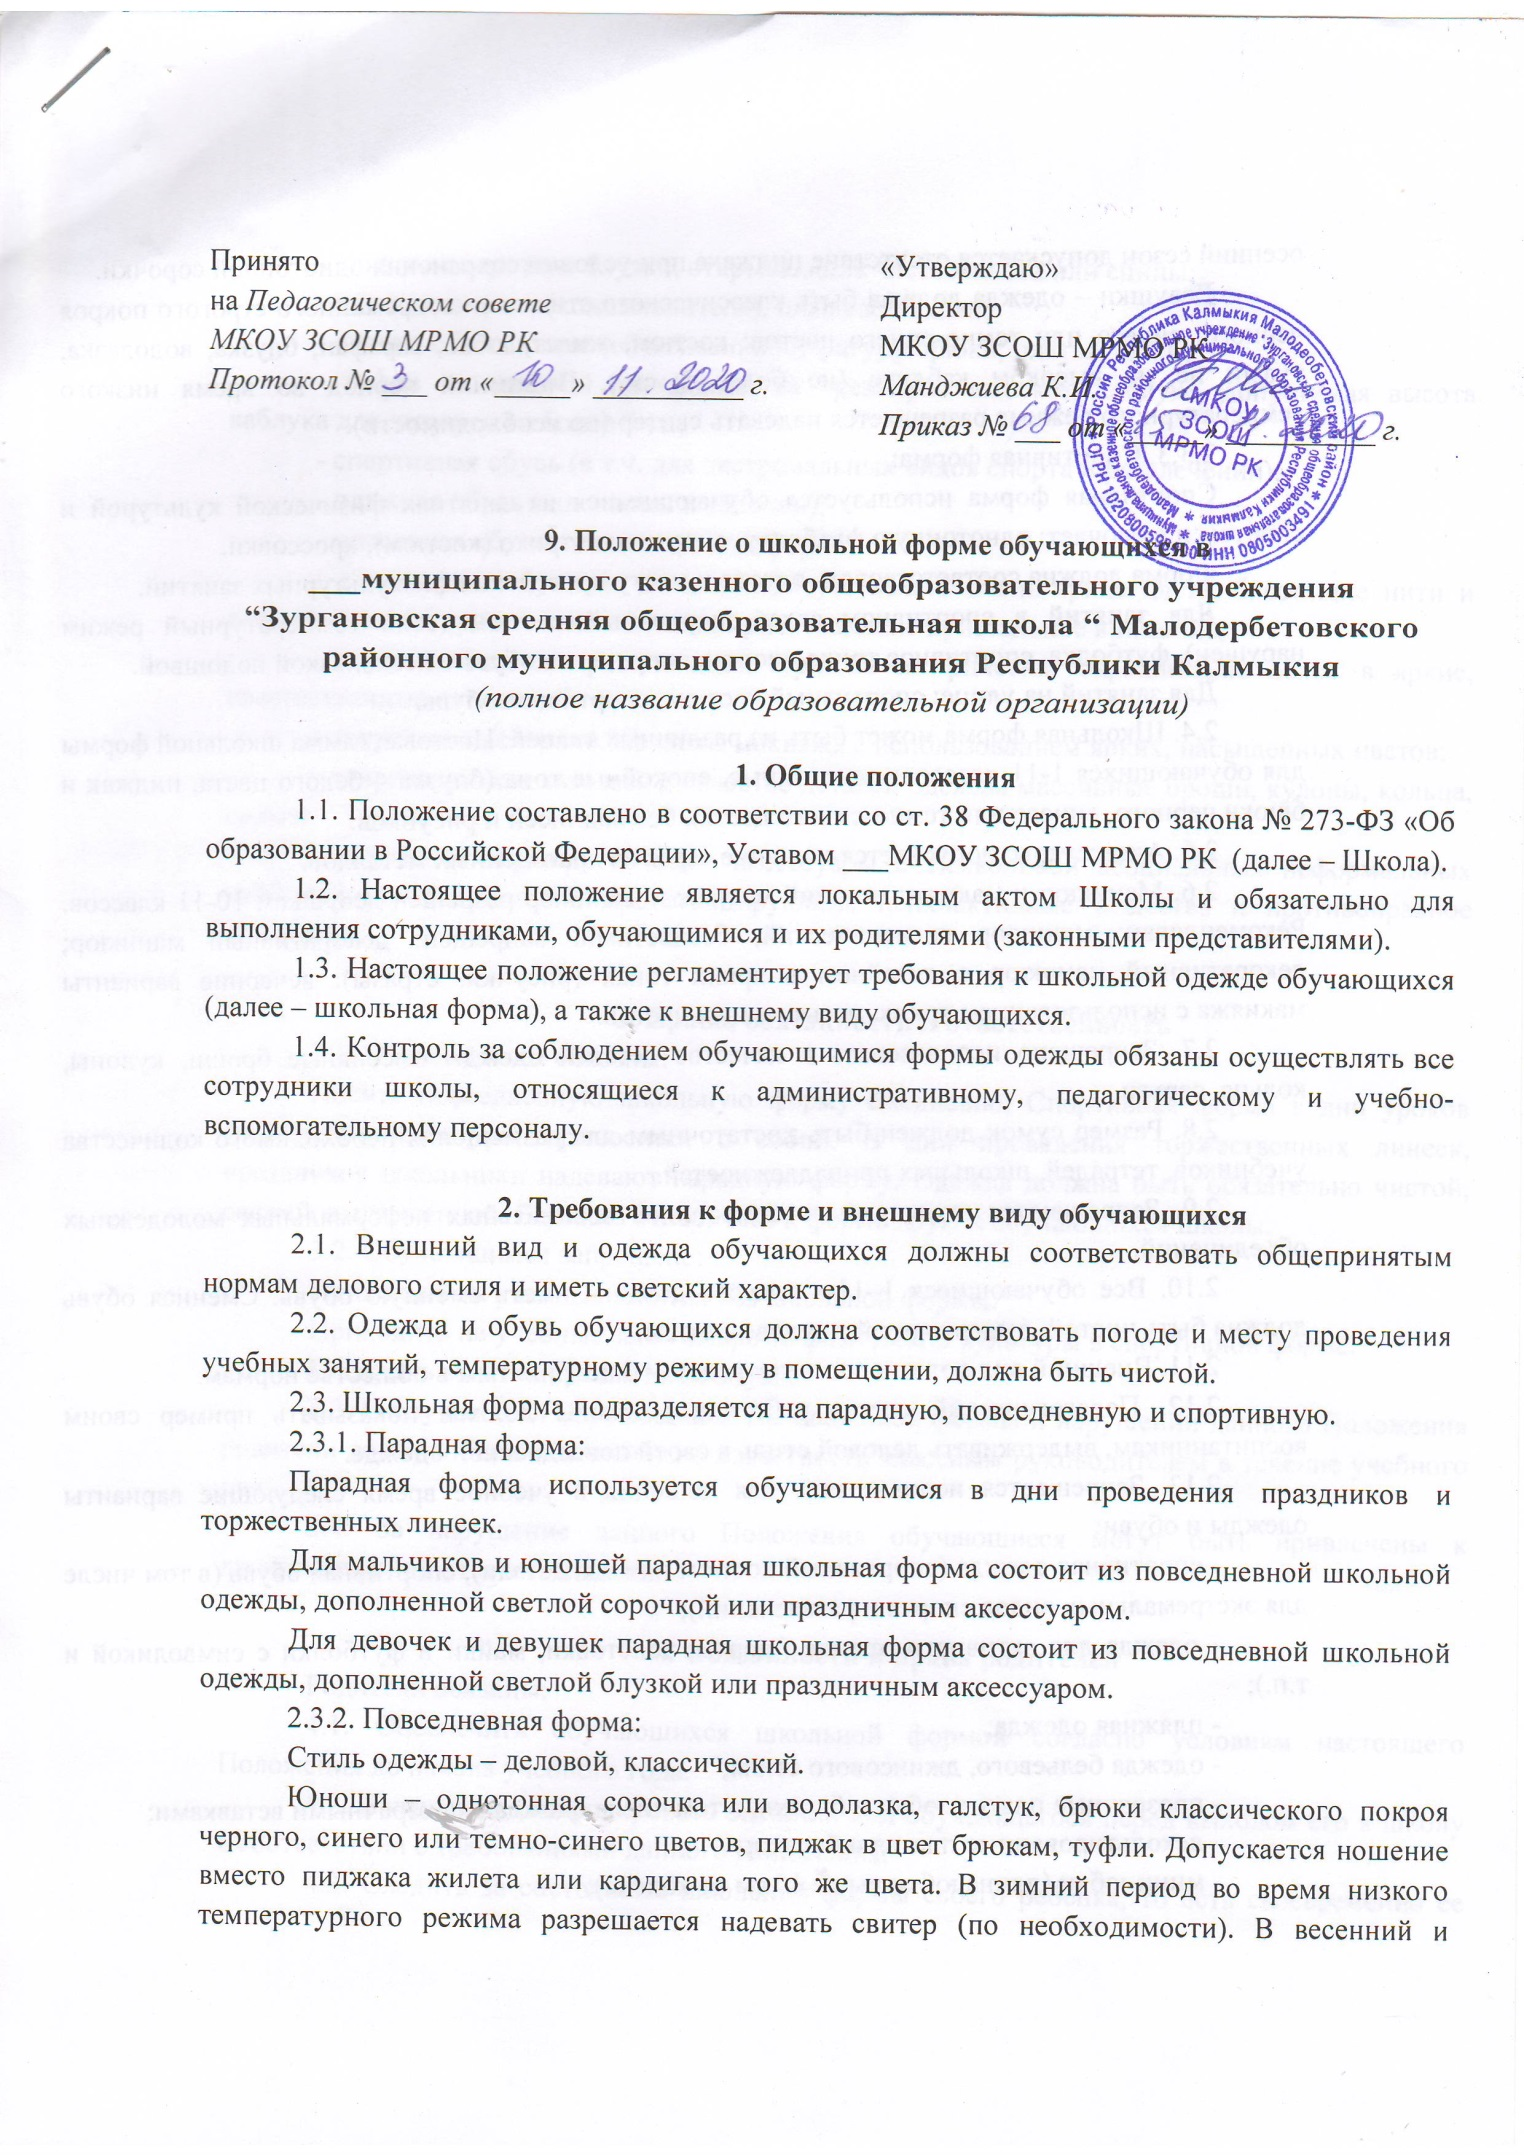 Принято
на Педагогическом совете
МКОУ ЗСОШ МРМО РК
Протокол № 3 от « 10 » 11. 2020 г.
«Утверждаю»
Директор
МКОУ ЗСОШ МРМО РК
Манджиева К.И.
Приказ № 68 от « » 2020 г.
МКОУ
ЗСОШ
МРМО РК
9. Положение о школьной форме обучающихся в
____муниципального казенного общеобразовательного учреждения
“Зургановская средняя общеобразовательная школа “ Малодербетовского
районного муниципального образования Республики Калмыкия
(полное название образовательной организации)
1. Общие положения
1.1. Положение составлено в соответствии со ст. 38 Федерального закона № 273-ФЗ «Об
образовании в Российской Федерации», Уставом ___МКОУ ЗСОШ МРМО РК (далее – Школа).
1.2. Настоящее положение является локальным актом Школы и обязательно для
выполнения сотрудниками, обучающимися и их родителями (законными представителями).
1.3. Настоящее положение регламентирует требования к школьной одежде обучающихся
(далее – школьная форма), а также к внешнему виду обучающихся.
1.4. Контроль за соблюдением обучающимися формы одежды обязаны осуществлять все
сотрудники школы, относящиеся к административному, педагогическому и учебно-
вспомогательному персоналу.
2. Требования к форме и внешнему виду обучающихся
2.1. Внешний вид и одежда обучающихся должны соответствовать общепринятым
нормам делового стиля и иметь светский характер.
2.2. Одежда и обувь обучающихся должна соответствовать погоде и месту проведения
учебных занятий, температурному режиму в помещении, должна быть чистой.
2.3. Школьная форма подразделяется на парадную, повседневную и спортивную.
2.3.1. Парадная форма:
Парадная форма используется обучающимися в дни проведения праздников и
торжественных линеек.
Для мальчиков и юношей парадная школьная форма состоит из повседневной школьной
одежды, дополненной светлой сорочкой или праздничным аксессуаром.
Для девочек и девушек парадная школьная форма состоит из повседневной школьной
одежды, дополненной светлой блузкой или праздничным аксессуаром.
2.3.2. Повседневная форма:
Стиль одежды – деловой, классический.
Юноши – однотонная сорочка или водолазка, галстук, брюки классического покроя
черного, синего или темно-синего цветов, пиджак в цвет брюкам, туфли. Допускается ношение
вместо пиджака жилета или кардигана того же цвета. В зимний период во время низкого
температурного режима разрешается надевать свитер (по необходимости). В весенний и